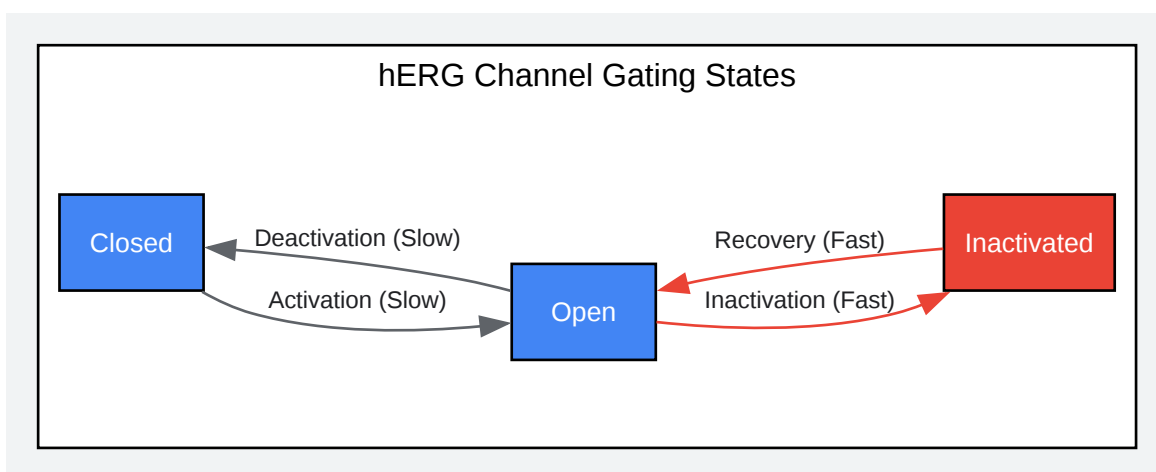 hERG Channel Gating States
Closed
Deactivation (Slow)
Activation (Slow)
Open
Recovery (Fast)
Inactivation (Fast)
Inactivated